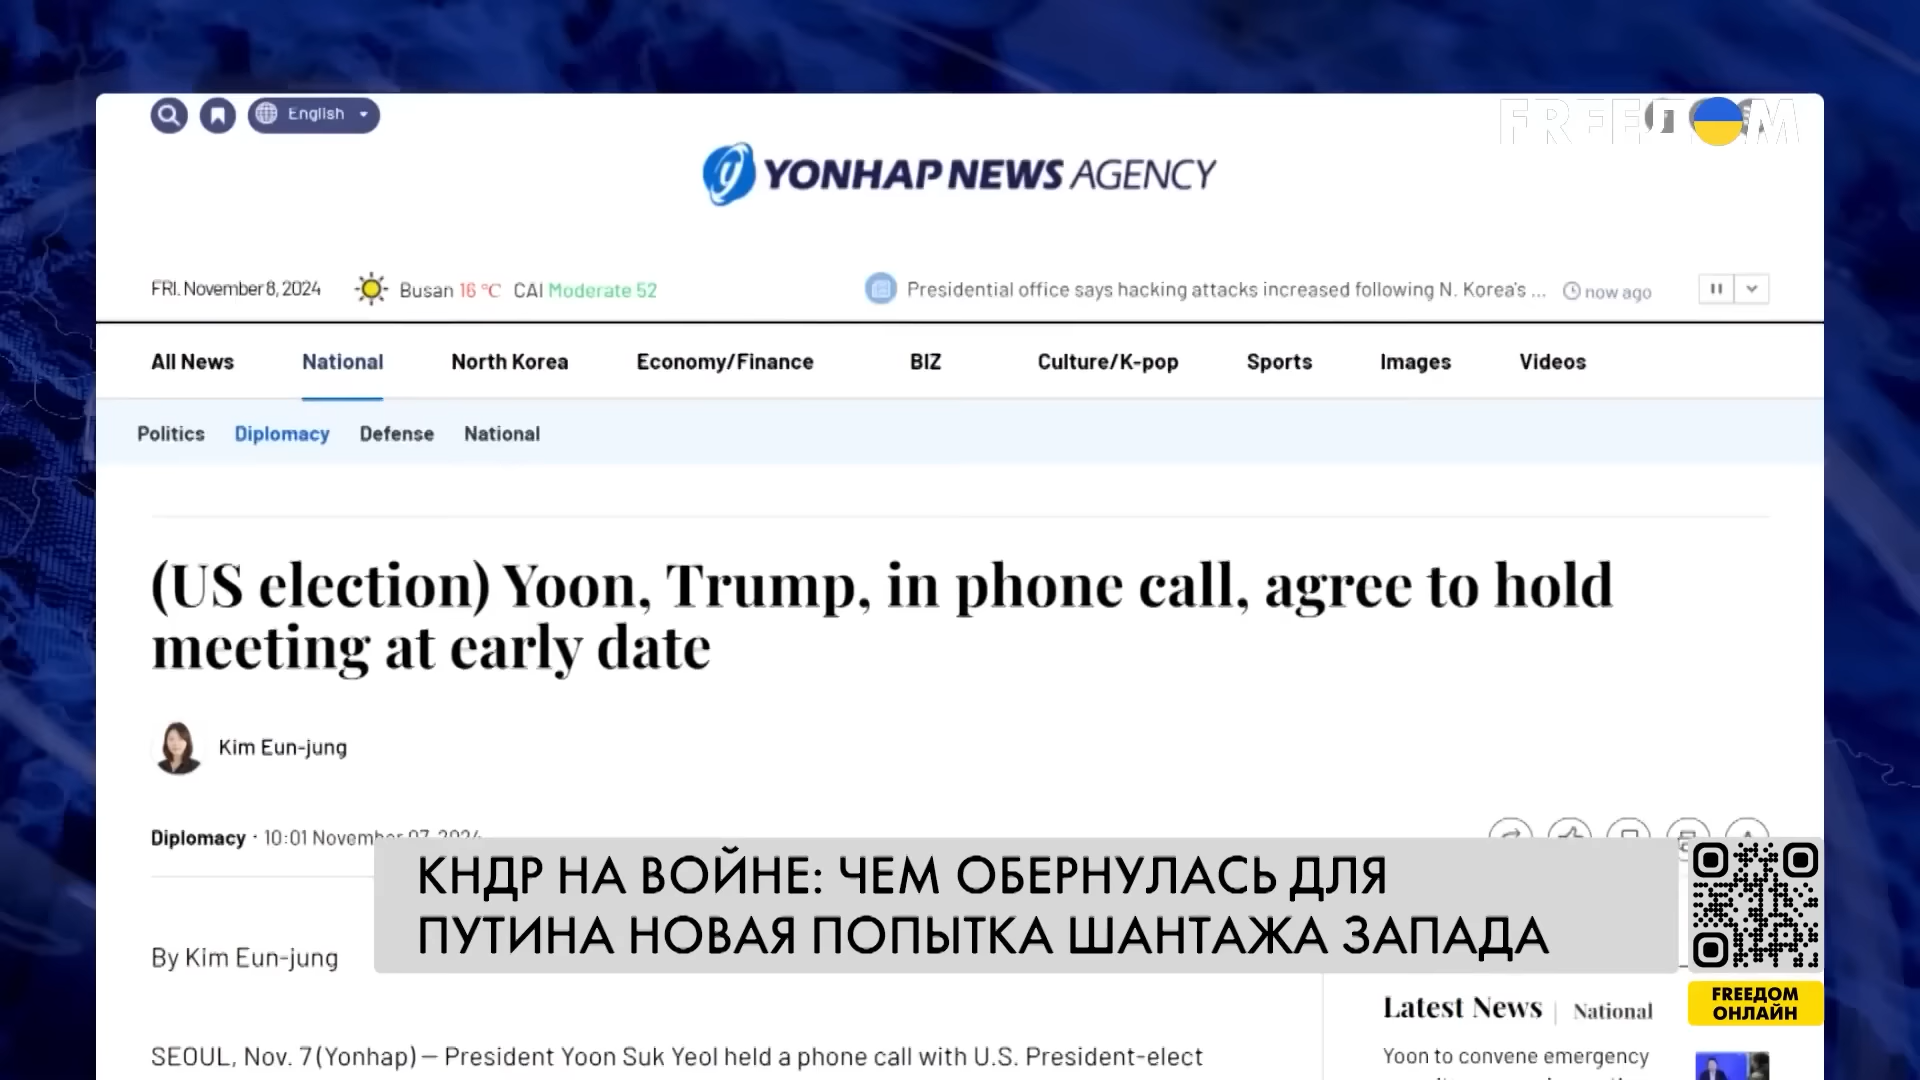 English
FREEДОМ
YONHAP NEWS AGENCY
FRI. November 8, 2024 Busan 16 °C CAI Moderate 52 Presidential office says hacking attacks increased following N. Korea's ... now ago
All News National North Korea Economy/Finance BIZ Culture/K-pop Sports Images Videos
Politics Diplomacy Defense National
(US election) Yoon, Trump, in phone call, agree to hold
meeting at early date
Kim Eun-jung
Diplomacy · 10:01 November 07, 2024
КНДР НА ВОЙНЕ: ЧЕМ ОБЕРНУЛАСЬ ДЛЯ
ПУТИНА НОВАЯ ПОПЫТКА ШАНТАЖА ЗАПАДА
By Kim Eun-jung
FREEДОМ
ОНЛАЙН
Latest News | National
SEOUL, Nov. 7 (Yonhap) — President Yoon Suk Yeol held a phone call with U.S. President-elect
Yoon to convene emergency